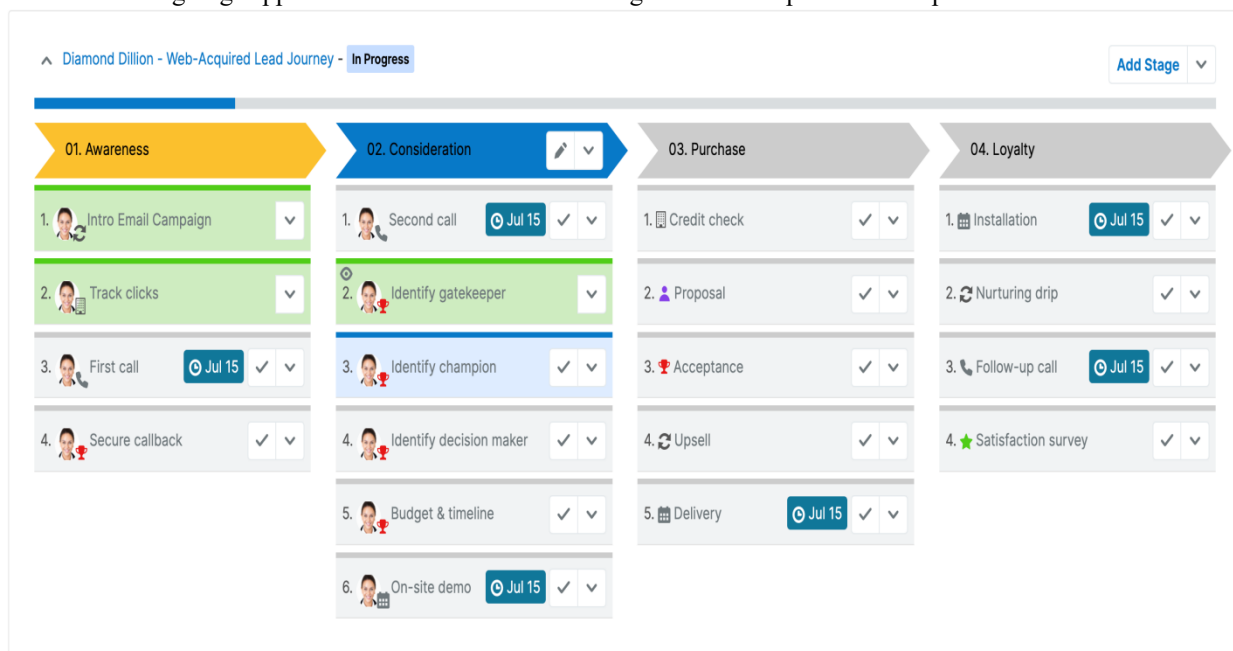 Diamond Dillion - Web-Acquired Lead Journey - In Progress
Add Stage
01. Awareness
1. Intro Email Campaign
2. Track clicks
3. First call Jul 15
4. Secure callback
02. Consideration
1. Second call Jul 15
2. Identify gatekeeper
3. Identify champion
4. Identify decision maker
5. Budget & timeline
6. On-site demo Jul 15
03. Purchase
1. Credit check
2. Proposal
3. Acceptance
4. Upsell
5. Delivery Jul 15
04. Loyalty
1. Installation Jul 15
2. Nurturing drip
3. Follow-up call Jul 15
4. Satisfaction survey